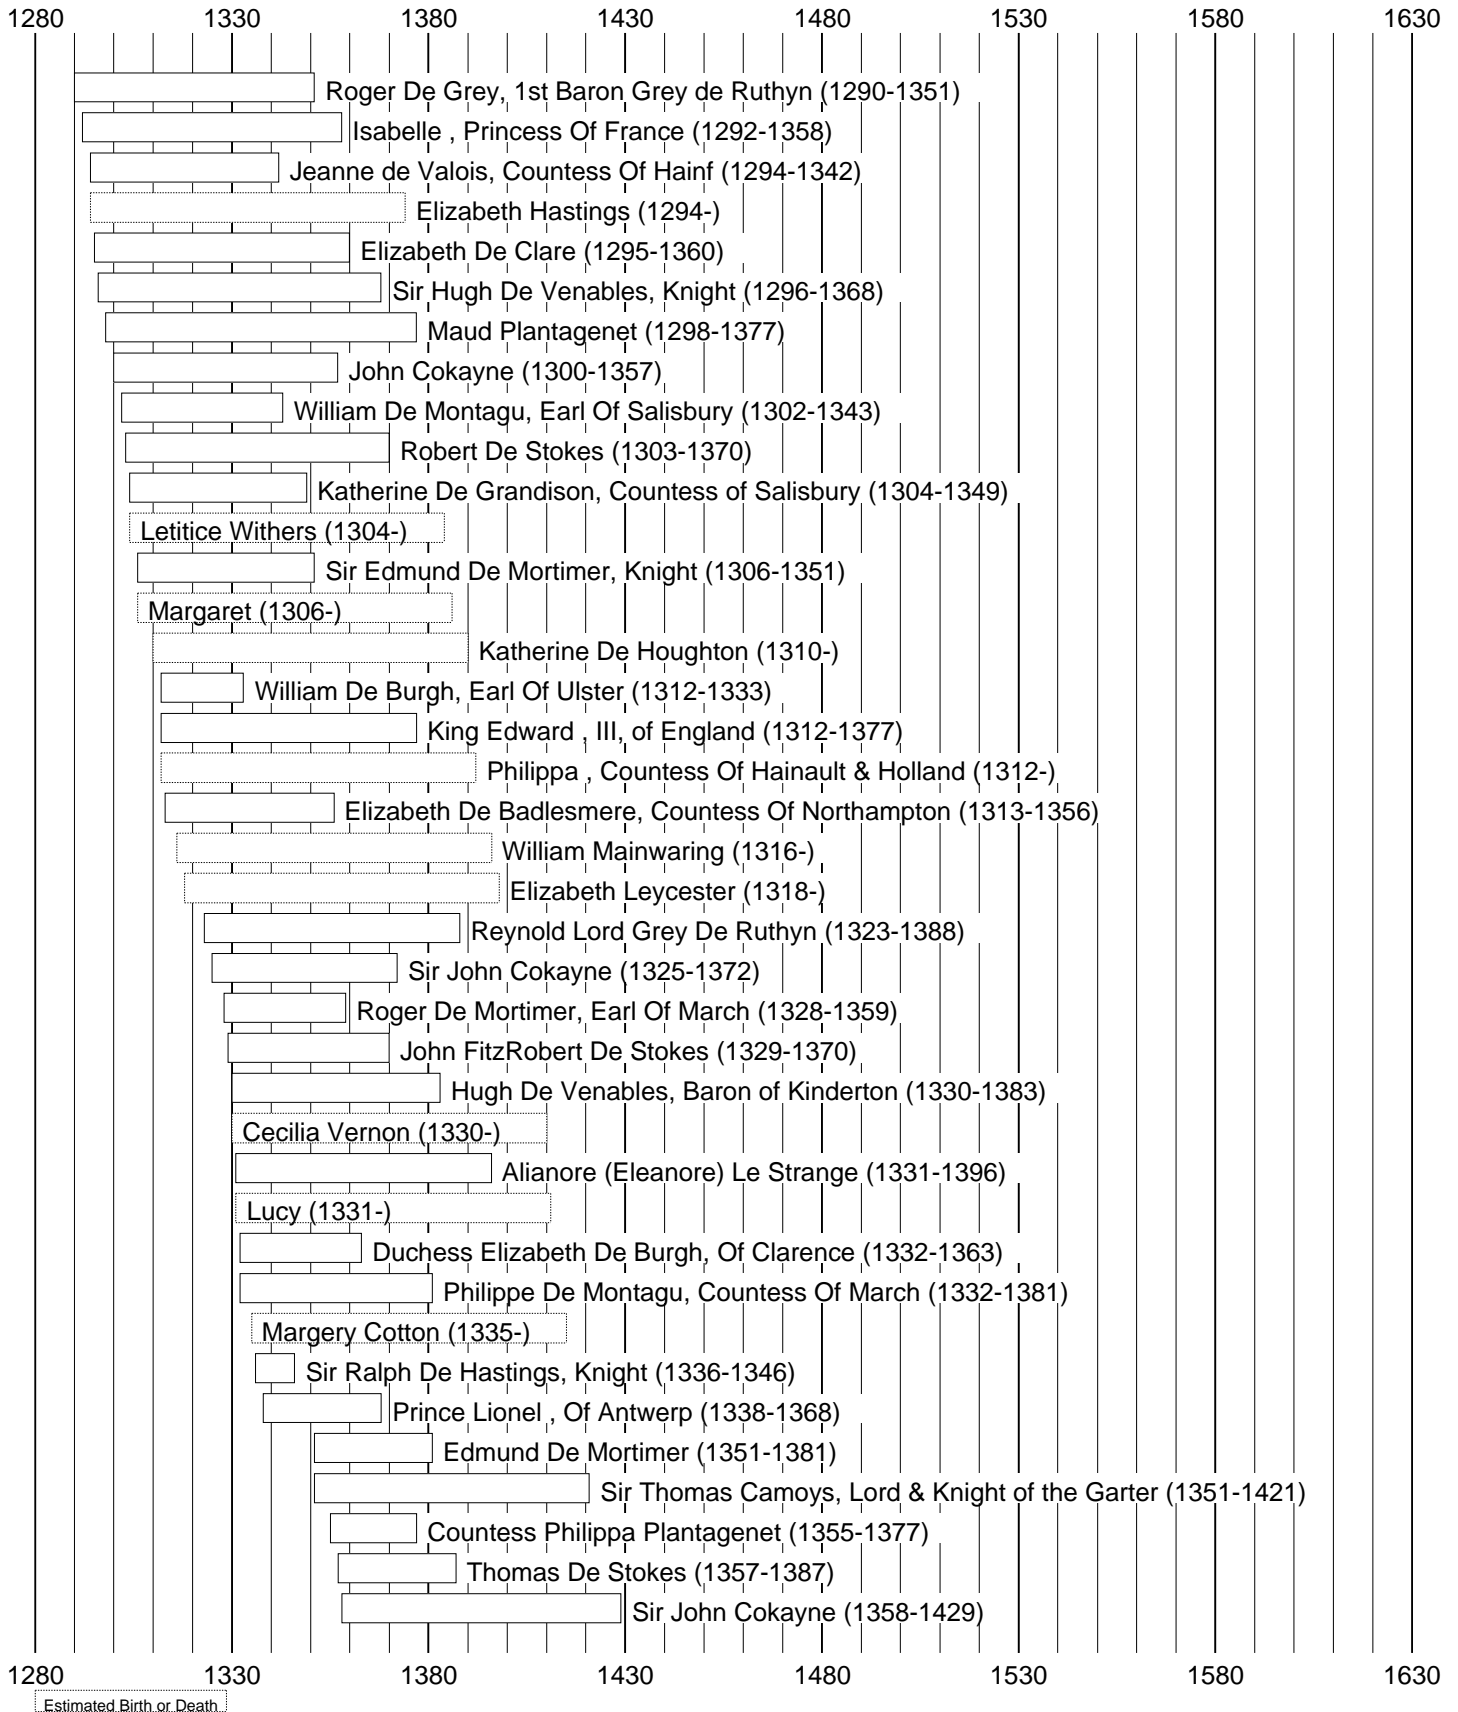 1280 1330 1380 1430 1480 1530 1580 1630
Roger De Grey, 1st Baron Grey de Ruthyn (1290-1351)
Isabelle , Princess Of France (1292-1358)
Jeanne de Valois, Countess Of Hainf (1294-1342)
Elizabeth Hastings (1294-)
Elizabeth De Clare (1295-1360)
Sir Hugh De Venables, Knight (1296-1368)
Maud Plantagenet (1298-1377)
John Cokayne (1300-1357)
William De Montagu, Earl Of Salisbury (1302-1343)
Robert De Stokes (1303-1370)
Katherine De Grandison, Countess of Salisbury (1304-1349)
Letitice Withers (1304-)
Sir Edmund De Mortimer, Knight (1306-1351)
Margaret (1306-)
Katherine De Houghton (1310-)
William De Burgh, Earl Of Ulster (1312-1333)
King Edward , III, of England (1312-1377)
Philippa , Countess Of Hainault & Holland (1312-)
Elizabeth De Badlesmere, Countess Of Northampton (1313-1356)
William Mainwaring (1316-)
Elizabeth Leycester (1318-)
Reynold Lord Grey De Ruthyn (1323-1388)
Sir John Cokayne (1325-1372)
Roger De Mortimer, Earl Of March (1328-1359)
John FitzRobert De Stokes (1329-1370)
Hugh De Venables, Baron of Kinderton (1330-1383)
Cecilia Vernon (1330-)
Alianore (Eleanore) Le Strange (1331-1396)
Lucy (1331-)
Duchess Elizabeth De Burgh, Of Clarence (1332-1363)
Philippe De Montagu, Countess Of March (1332-1381)
Margery Cotton (1335-)
Sir Ralph De Hastings, Knight (1336-1346)
Prince Lionel , Of Antwerp (1338-1368)
Edmund De Mortimer (1351-1381)
Sir Thomas Camoys, Lord & Knight of the Garter (1351-1421)
Countess Philippa Plantagenet (1355-1377)
Thomas De Stokes (1357-1387)
Sir John Cokayne (1358-1429)
1280 1330 1380 1430 1480 1530 1580 1630
Estimated Birth or Death